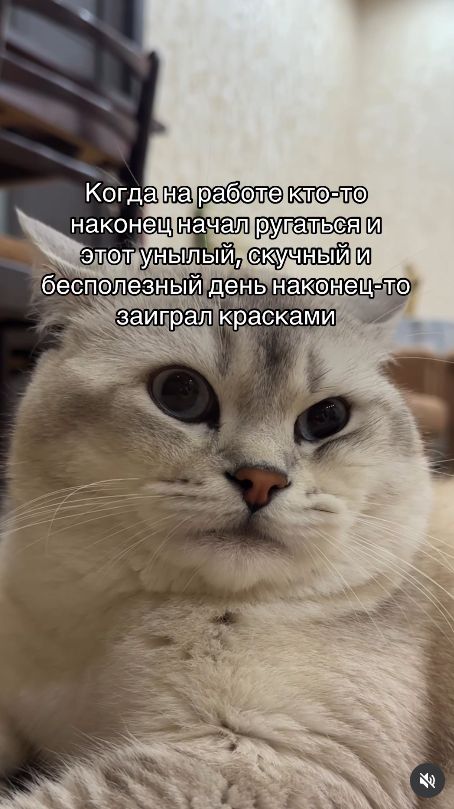 Когда на работе кто-то
наконец начал ругаться и
этот унылый, скучный и
бесполезный день наконец-то
заиграл красками